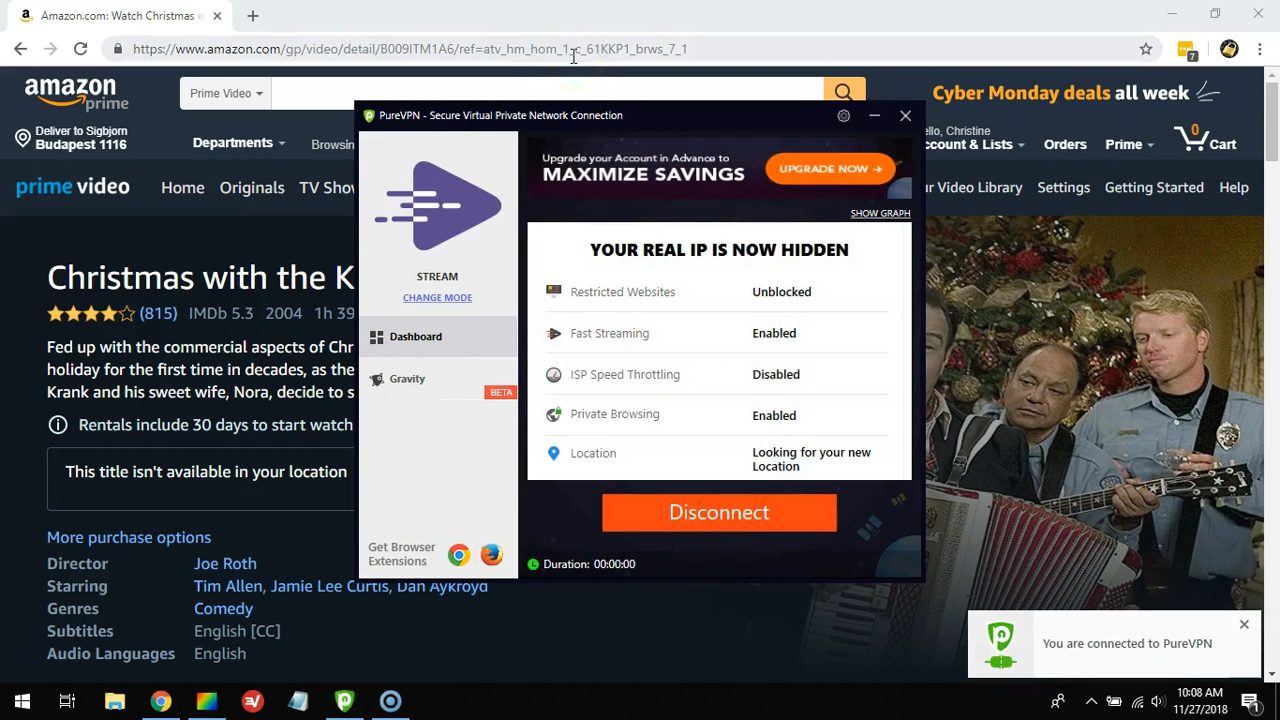 Amazon.com: Watch Christmas w
https://www.amazon.com/gp/video/detail/B009ITM1A6/ref=atv_hm_hom_1_c_61KKP1_brws_7_1
7
amazon
prime
Prime Video
Cyber Monday deals all week
Deliver to Sigbjorn
Budapest 1116
Departments
Browsin
llo, Christine
ccount & Lists
Orders
Prime
0
Cart
prime video
Home
Originals
TV Sho
ur Video Library
Settings
Getting Started
Help
PureVPN - Secure Virtual Private Network Connection
STREAM
CHANGE MODE
Dashboard
Gravity
BETA
Get Browser
Extensions
Upgrade your Account in Advance to
MAXIMIZE SAVINGS
UPGRADE NOW →
SHOW GRAPH
YOUR REAL IP IS NOW HIDDEN
Restricted Websites Unblocked
Fast Streaming Enabled
ISP Speed Throttling Disabled
Private Browsing Enabled
Location Looking for your new
Location
Disconnect
Duration: 00:00:00
Christmas with the K
(815) IMDb 5.3 2004 1h 39
Fed up with the commercial aspects of Chr
holiday for the first time in decades, as the
Krank and his sweet wife, Nora, decide to s
Rentals include 30 days to start watch
This title isn't available in your location
More purchase options
Director Joe Roth
Starring Tim Allen, Jamie Lee Curtis, Dan Aykroyd
Genres Comedy
Subtitles English [CC]
Audio Languages English
You are connected to PureVPN
10:08 AM
11/27/2018
1